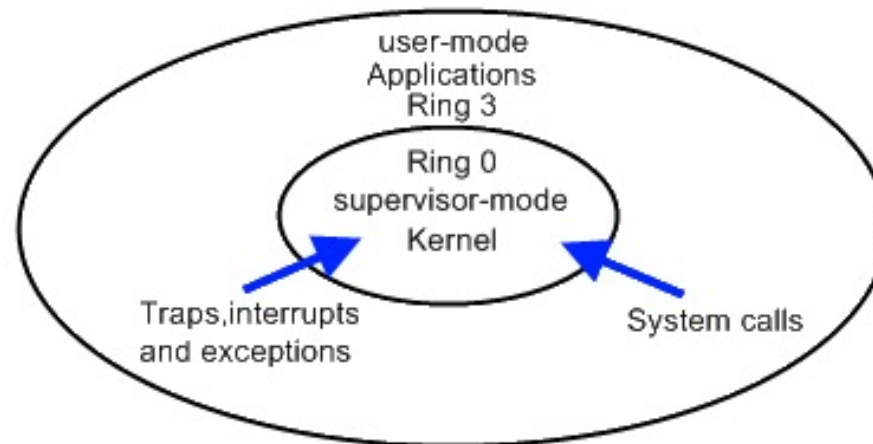 user-mode
Applications
Ring 3
Ring 0
supervisor-mode
Kernel
Traps,interrupts
and exceptions
System calls